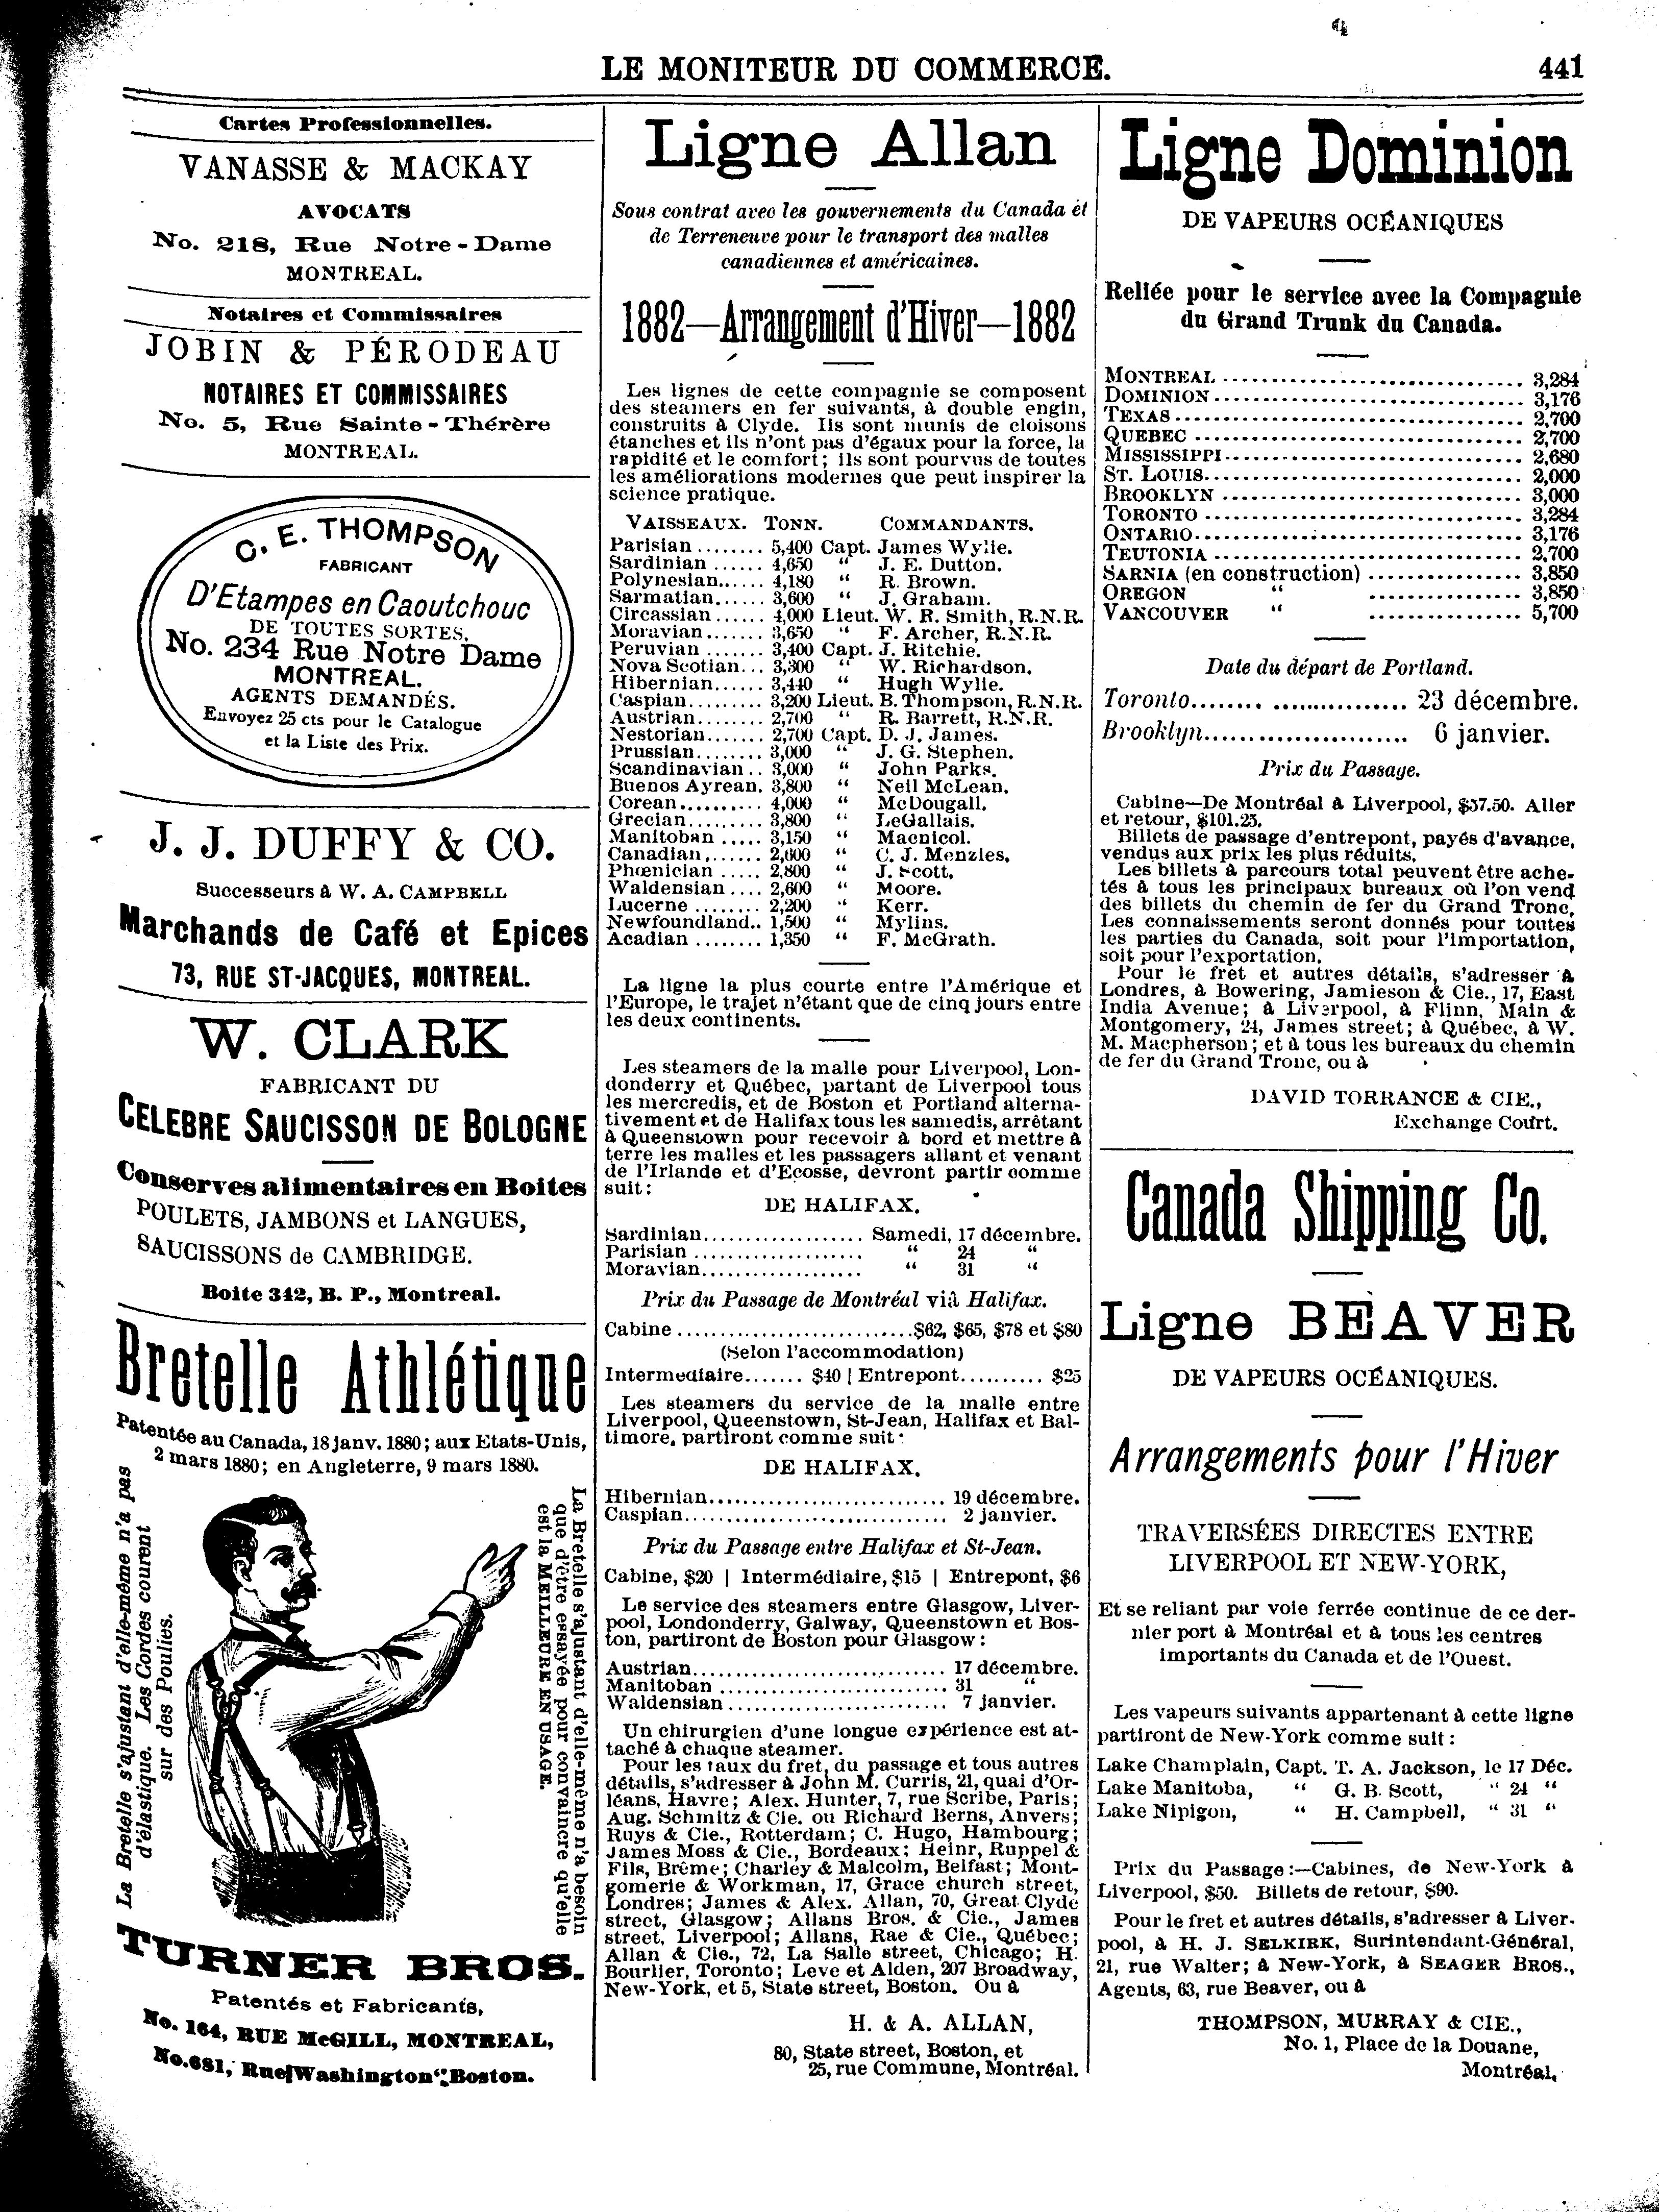 LE MONITEUR DU COMMERCE.
441
Cartes Professionnelles.
VANASSE & MACKAY
AVOCATS
No. 218, Rue Notre-Dame
MONTREAL.
Notaires et Commissaires
JOBIN & PÉRODEAU
NOTAIRES ET COMMISSAIRES
No. 5, Rue Sainte-Thérère
MONTREAL.
C. E. THOMPSON
FABRICANT
D'Etampes en Caoutchouc
DE TOUTES SORTES,
No. 234 Rue Notre Dame
MONTREAL.
AGENTS DEMANDÉS.
Envoyez 25 cts pour le Catalogue
et la Liste des Prix.
J. J. DUFFY & CO.
Successeurs à W. A. CAMPBELL
Marchands de Café et Epices
73, RUE ST-JACQUES, MONTREAL.
W. CLARK
FABRICANT DU
CELEBRE SAUCISSON DE BOLOGNE
Conserves alimentaires en Boites
POULETS, JAMBONS et LANGUES,
SAUCISSONS de CAMBRIDGE.
Boite 342, B. P., Montreal.
Bretelle Athlétique
Patentée au Canada, 18 janv. 1880; aux Etats-Unis,
2 mars 1880; en Angleterre, 9 mars 1880.
La Bretelle s'ajustant d'elle-même n'a pas
d'élastique. Les Cordes courent
sur des Poulies.
La Bretelle s'ajustant d'elle-même n'a besoin
que d'être essayée pour convaincre qu'elle
est la MEILLEURE EN USAGE.
TURNER BROS.
Patentés et Fabricants,
No. 164, RUE McGILL, MONTREAL,
No. 681, Rue Washington Boston.
Ligne Allan
Sous contrat avec les gouvernements du Canada et
de Terreneuve pour le transport des malles
canadiennes et américaines.
1882—Arrangement d'Hiver—1882
Les lignes de cette compagnie se composent
des steamers en fer suivants, à double engin,
construits à Clyde. Ils sont munis de cloisons
étanches et ils n'ont pas d'égaux pour la force, la
rapidité et le comfort; ils sont pourvus de toutes
les améliorations modernes que peut inspirer la
science pratique.
VAISSEAUX. TONN. COMMANDANTS.
Parisian ........ 5,400 Capt. James Wylie.
Sardinian ...... 4,650 " J. E. Dutton.
Polynesian...... 4,180 " R. Brown.
Sarmatian...... 3,600 " J. Graham.
Circassian...... 4,000 Lieut. W. R. Smith, R.N.R.
Moravian....... 3,650 " F. Archer, R.N.R.
Peruvian ....... 3,400 Capt. J. Ritchie.
Nova Scotian... 3,300 " W. Richardson.
Hibernian...... 3,440 " Hugh Wylie.
Caspian......... 3,200 Lieut. B. Thompson, R.N.R.
Austrian........ 2,700 " R. Barrett, R.N.R.
Nestorian....... 2,700 Capt. D. J. James.
Prussian........ 3,000 " J. G. Stephen.
Scandinavian .. 3,000 " John Parks.
Buenos Ayrean. 3,800 " Neil McLean.
Corean.......... 4,000 " McDougall.
Grecian......... 3,800 " LeGallais.
Manitoban ..... 3,150 " Macnicol.
Canadian....... 2,600 " C. J. Menzies.
Phœnician ..... 2,800 " J. Scott.
Waldensian .... 2,600 " Moore.
Lucerne ........ 2,200 " Kerr.
Newfoundland.. 1,500 " Mylins.
Acadian ........ 1,350 " F. McGrath.
La ligne la plus courte entre l'Amérique et
l'Europe, le trajet n'étant que de cinq jours entre
les deux continents.
Les steamers de la malle pour Liverpool, Lon-
donderry et Québec, partant de Liverpool tous
les mercredis, et de Boston et Portland alterna-
tivement et de Halifax tous les samedis, arrêtant
à Queenstown pour recevoir à bord et mettre à
terre les malles et les passagers allant et venant
de l'Irlande et d'Ecosse, devront partir comme
suit:
DE HALIFAX.
Sardinian................... Samedi, 17 décembre.
Parisian .................... " 24 "
Moravian................... " 31 "
Prix du Passage de Montréal viâ Halifax.
Cabine ............................$62, $65, $78 et $80
(Selon l'accommodation)
Intermediaire....... $40 | Entrepont.......... $25
Les steamers du service de la malle entre
Liverpool, Queenstown, St-Jean, Halifax et Bal-
timore, partiront comme suit:
DE HALIFAX.
Hibernian............................ 19 décembre.
Caspian............................... 2 janvier.
Prix du Passage entre Halifax et St-Jean.
Cabine, $20 | Intermédiaire, $15 | Entrepont, $6
Le service des steamers entre Glasgow, Liver-
pool, Londonderry, Galway, Queenstown et Bos-
ton, partiront de Boston pour Glasgow:
Austrian.............................. 17 décembre.
Manitoban ........................... 31 "
Waldensian .......................... 7 janvier.
Un chirurgien d'une longue expérience est at-
taché à chaque steamer.
Pour les taux du fret, du passage et tous autres
détails, s'adresser à John M. Curris, 21, quai d'Or-
léans, Havre; Alex. Hunter, 7, rue Scribe, Paris;
Aug. Schmitz & Cie. ou Richard Berns, Anvers;
Ruys & Cie., Rotterdam; C. Hugo, Hambourg;
James Moss & Cie., Bordeaux; Heinr, Ruppel &
Fils, Brême; Charley & Malcolm, Belfast; Mont-
gomerie & Workman, 17, Grace church street,
Londres; James & Alex. Allan, 70, Great Clyde
street, Glasgow; Allans Bros. & Cie., James
street, Liverpool; Allans, Rae & Cie., Québec;
Allan & Cie., 72, La Salle street, Chicago; H.
Bourlier, Toronto; Leve et Alden, 207 Broadway,
New-York, et 5, State street, Boston. Ou à
H. & A. ALLAN,
80, State street, Boston, et
25, rue Commune, Montréal.
Ligne Dominion
DE VAPEURS OCÉANIQUES
Reliée pour le service avec la Compagnie
du Grand Trunk du Canada.
MONTREAL ................................ 3,284
DOMINION................................. 3,176
TEXAS..................................... 2,700
QUEBEC ................................... 2,700
MISSISSIPPI................................ 2,680
ST. LOUIS.................................. 2,000
BROOKLYN ................................ 3,000
TORONTO .................................. 3,284
ONTARIO................................... 3,176
TEUTONIA ................................. 2,700
SARNIA (en construction) ................ 3,850
OREGON " ................ 3,850
VANCOUVER " ................ 5,700
Date du départ de Portland.
Toronto........ ............... 23 décembre.
Brooklyn....................... 6 janvier.
Prix du Passage.
Cabine—De Montréal à Liverpool, $57.50. Aller
et retour, $101.25.
Billets de passage d'entrepont, payés d'avance,
vendus aux prix les plus réduits.
Les billets à parcours total peuvent être ache-
tés à tous les principaux bureaux où l'on vend
des billets du chemin de fer du Grand Tronc,
Les connaissements seront donnés pour toutes
les parties du Canada, soit pour l'importation,
soit pour l'exportation.
Pour le fret et autres détails, s'adresser à
Londres, à Bowering, Jamieson & Cie., 17, East
India Avenue; à Liverpool, à Flinn, Main &
Montgomery, 24, James street; à Québec, à W.
M. Macpherson; et à tous les bureaux du chemin
de fer du Grand Tronc, ou à
DAVID TORRANCE & CIE.,
Exchange Court.
Canada Shipping Co.
Ligne BEAVER
DE VAPEURS OCÉANIQUES.
Arrangements pour l'Hiver
TRAVERSÉES DIRECTES ENTRE
LIVERPOOL ET NEW-YORK,
Et se reliant par voie ferrée continue de ce der-
nier port à Montréal et à tous les centres
importants du Canada et de l'Ouest.
Les vapeurs suivants appartenant à cette ligne
partiront de New-York comme suit:
Lake Champlain, Capt. T. A. Jackson, le 17 Déc.
Lake Manitoba, " G. B. Scott, " 24 "
Lake Nipigon, " H. Campbell, " 31 "
Prix du Passage:—Cabines, de New-York à
Liverpool, $50. Billets de retour, $90.
Pour le fret et autres détails, s'adresser à Liver-
pool, à H. J. SELKIRK, Surintendant-Général,
21, rue Walter; à New-York, à SEAGER BROS.,
Agents, 63, rue Beaver, ou à
THOMPSON, MURRAY & CIE.,
No. 1, Place de la Douane,
Montréal.